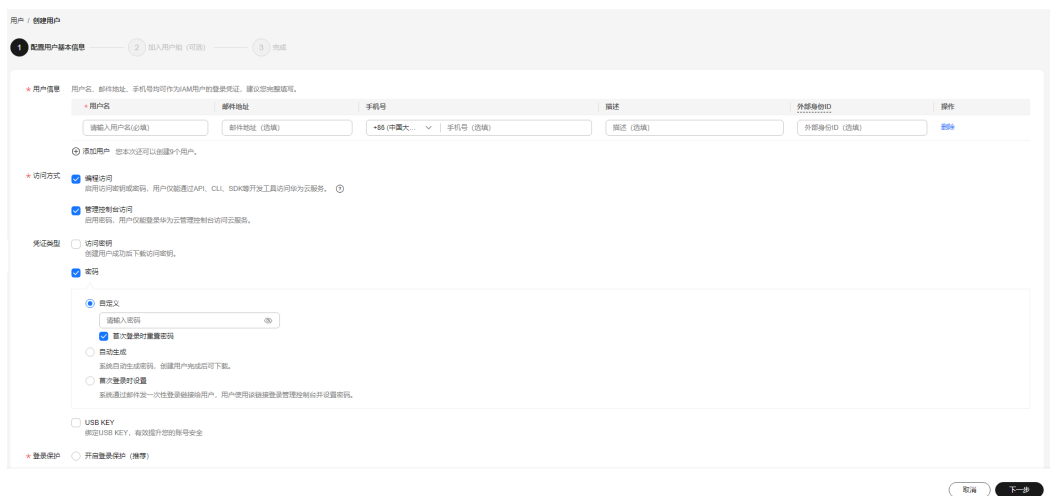 用户 / 创建用户
1 配置用户基本信息 2 加入用户组（可选） 3 完成
* 用户信息 用户名、邮件地址、手机号均可作为IAM用户的登录凭证，建议您完整填写。
* 用户名 邮件地址 手机号 描述 外部身份ID 操作
请输入用户名(必填) 邮件地址（选填） +86 (中国大... 手机号（选填） 描述（选填） 外部身份ID（选填） 删除
添加用户 您本次还可以创建9个用户。
* 访问方式 编程访问
启用访问密钥或密码，用户仅能通过API、CLI、SDK等开发工具访问华为云服务。 ?
管理控制台访问
启用密码，用户仅能登录华为云管理控制台访问云服务。
凭证类型 访问密钥
创建用户成功后下载访问密钥。
密码
自定义
请输入密码
首次登录时重置密码
自动生成
系统自动生成密码，创建用户完成后可下载。
首次登录时设置
系统通过邮件发一次性登录链接给用户，用户使用该链接登录管理控制台并设置密码。
USB KEY
绑定USB KEY，有效提升您的账号安全
* 登录保护 开启登录保护（推荐）
取消 下一步